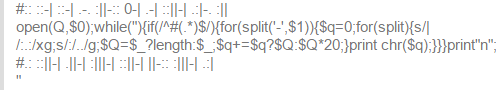 #:: ::-| ::-| .-. :||-:: 0-| .-| ::||-| .:|-. :||
open(Q,$0);while(<Q>){if(/^#(.*)$/){for(split('-',$1)){$q=0;for(split){s/|
/:.:/xg;s/:/../g;$Q=$_?length:$_;$q+=$q?$Q:$Q*20;}print chr($q);}}}print"n";
#.: ::||-| .||-| :|||-| ::||-| ||-:: :|||-| .:|
"